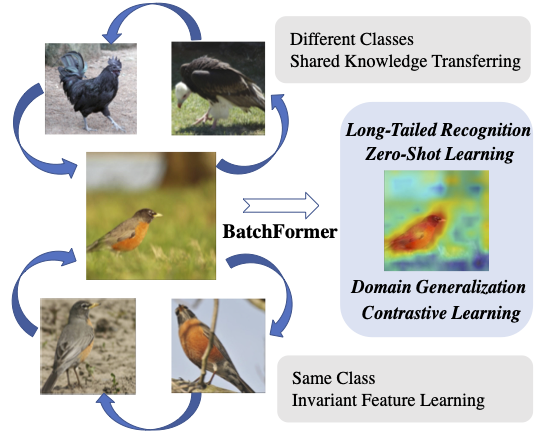 Different Classes
Shared Knowledge Transferring
Long-Tailed Recognition
Zero-Shot Learning
BatchFormer
Domain Generalization
Contrastive Learning
Same Class
Invariant Feature Learning